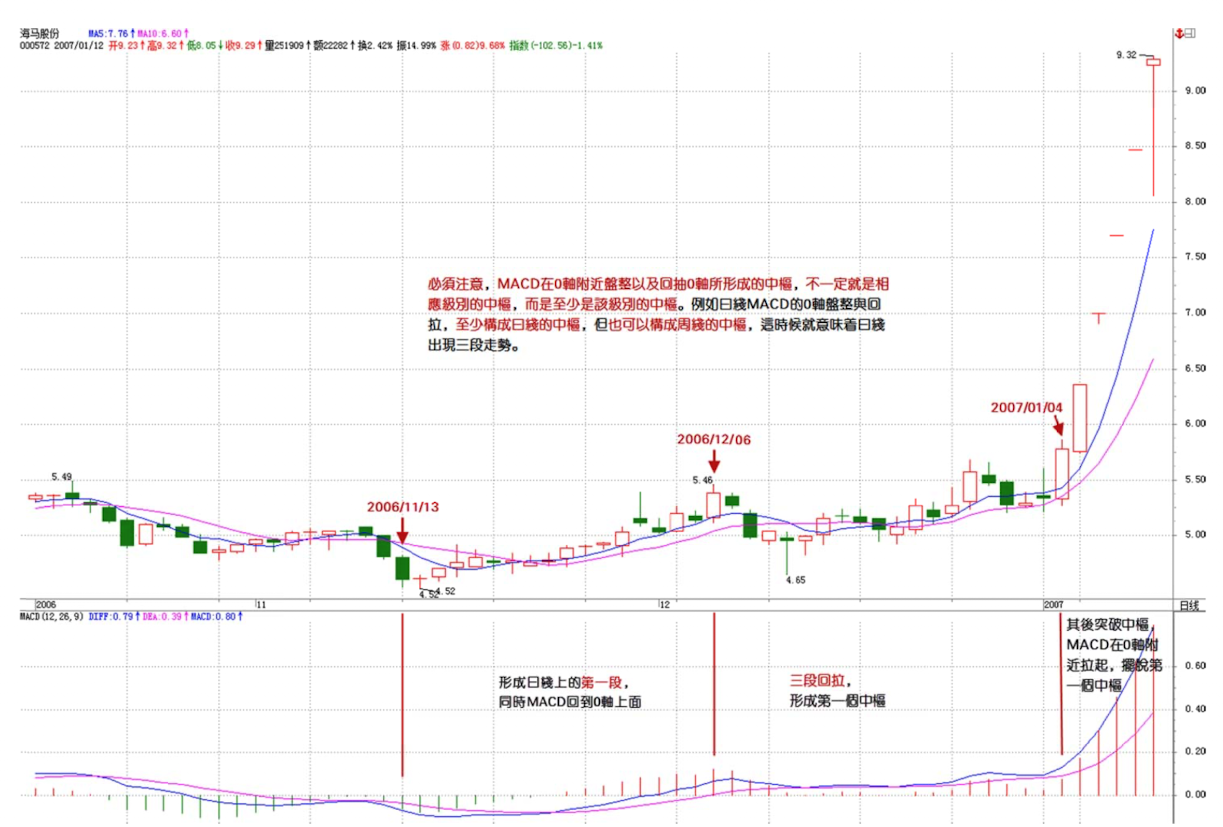 海马股份 MA5:7.76↑MA10:6.60↑
000572 2007/01/12 开9.23↑高9.32↑低8.05↓收9.29↑量251909↑额22282↑换2.42% 振14.99% 涨(0.82)9.68% 指数(-102.56)-1.41%
9.32
9.00
8.50
8.00
7.50
必須注意，MACD在0軸附近盤整以及回抽0軸所形成的中樞，不一定就是相
應級別的中樞，而是至少是該級別的中樞。例如日綫MACD的0軸盤整與回
拉，至少構成日綫的中樞，但也可以構成周綫的中樞，這時候就意味着日綫
出現三段走勢。
7.00
6.50
2007/01/04
6.00
2006/12/06
5.49
5.46
5.50
2006/11/13
5.00
4.65
4.52
4.52
2006 11 12 2007 日线
MACD(12,26,9) DIFF:0.79↑DEA:0.39↑MACD:0.80↑
其後突破中樞，
MACD在0軸附
近拉起，擺脫第
一個中樞
形成日綫上的第一段，
同時MACD回到0軸上面
三段回拉，
形成第一個中樞
0.60
0.40
0.20
0.00